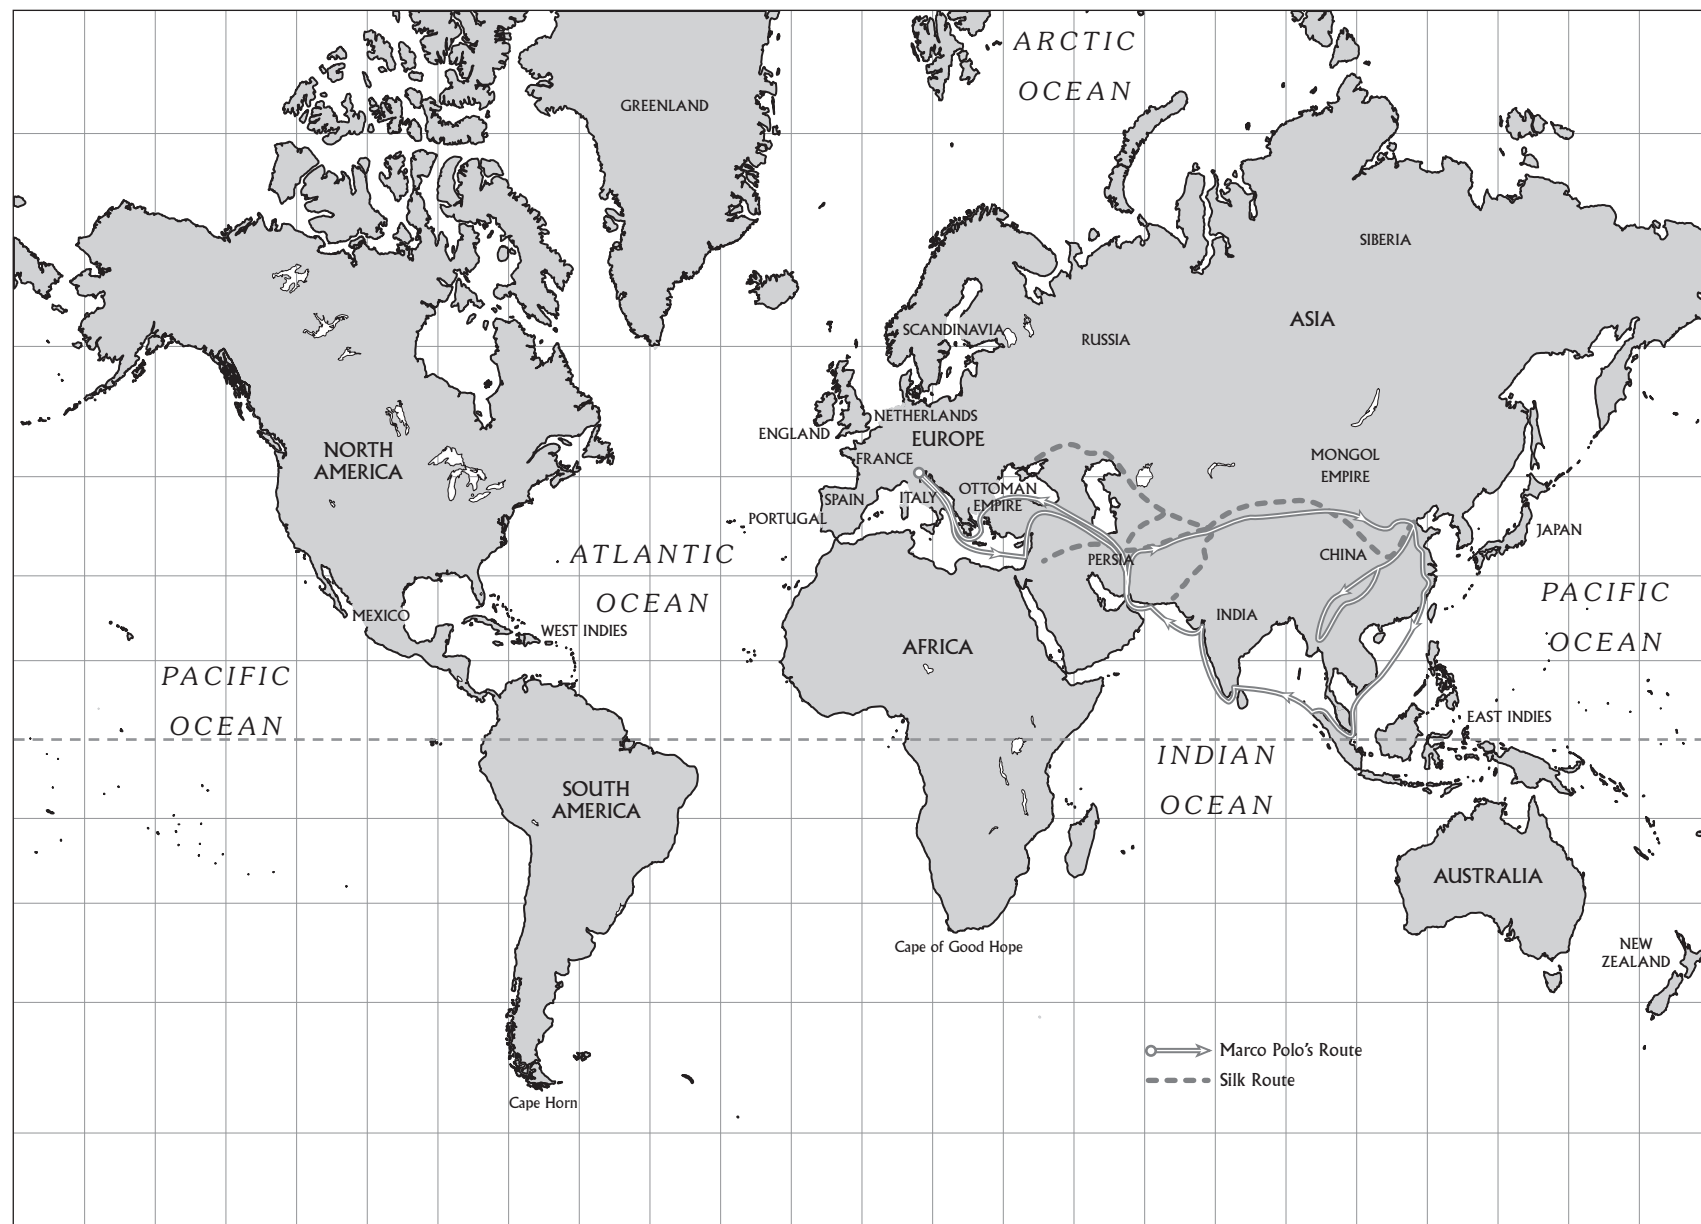 ARCTIC
OCEAN
GREENLAND
SIBERIA
ASIA
SCANDINAVIA
RUSSIA
NETHERLANDS
ENGLAND
EUROPE
NORTH
AMERICA
FRANCE
MONGOL
EMPIRE
SPAIN
ITALY
OTTOMAN
EMPIRE
PORTUGAL
JAPAN
ATLANTIC
OCEAN
PERSIA
CHINA
PACIFIC
OCEAN
MEXICO
WEST INDIES
INDIA
AFRICA
PACIFIC
OCEAN
EAST INDIES
INDIAN
OCEAN
SOUTH
AMERICA
AUSTRALIA
Cape of Good Hope
NEW
ZEALAND
Marco Polo's Route
Silk Route
Cape Horn